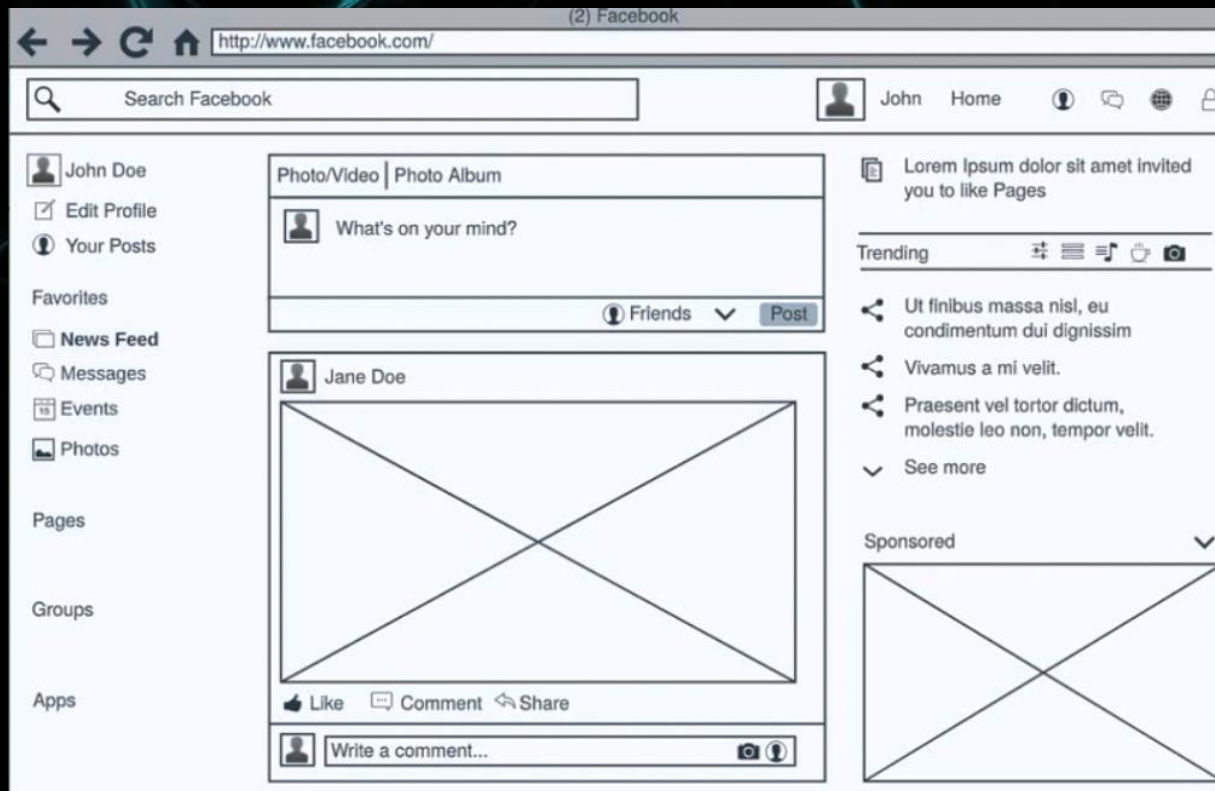 (2) Facebook
http://www.facebook.com/
Search Facebook
John Home
John Doe
Edit Profile
Your Posts
Favorites
News Feed
Messages
15
Events
Photos
Pages
Groups
Apps
Photo/Video | Photo Album
What's on your mind?
Friends Post
Jane Doe
Like Comment Share
Write a comment...
Lorem Ipsum dolor sit amet invited
you to like Pages
Trending
Ut finibus massa nisl, eu
condimentum dui dignissim
Vivamus a mi velit.
Praesent vel tortor dictum,
molestie leo non, tempor velit.
See more
Sponsored